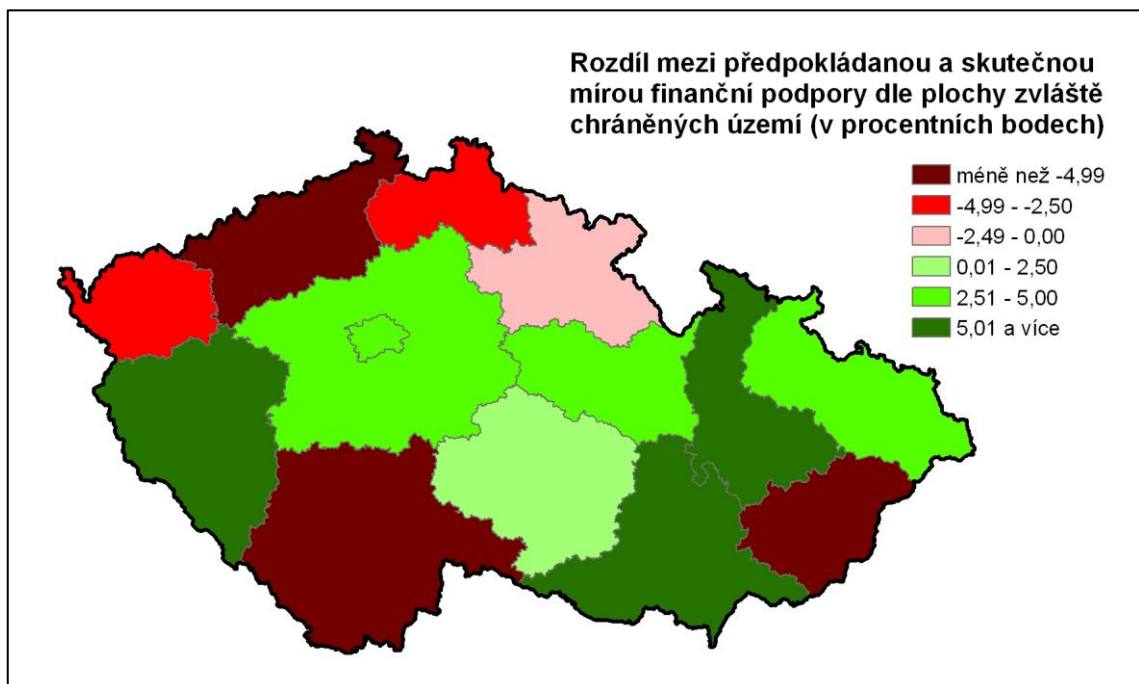 Rozdíl mezi předpokládanou a skutečnou
mírou finanční podpory dle plochy zvláště
chráněných území (v procentních bodech)
méně než -4,99
-4,99 - -2,50
-2,49 - 0,00
0,01 - 2,50
2,51 - 5,00
5,01 a více